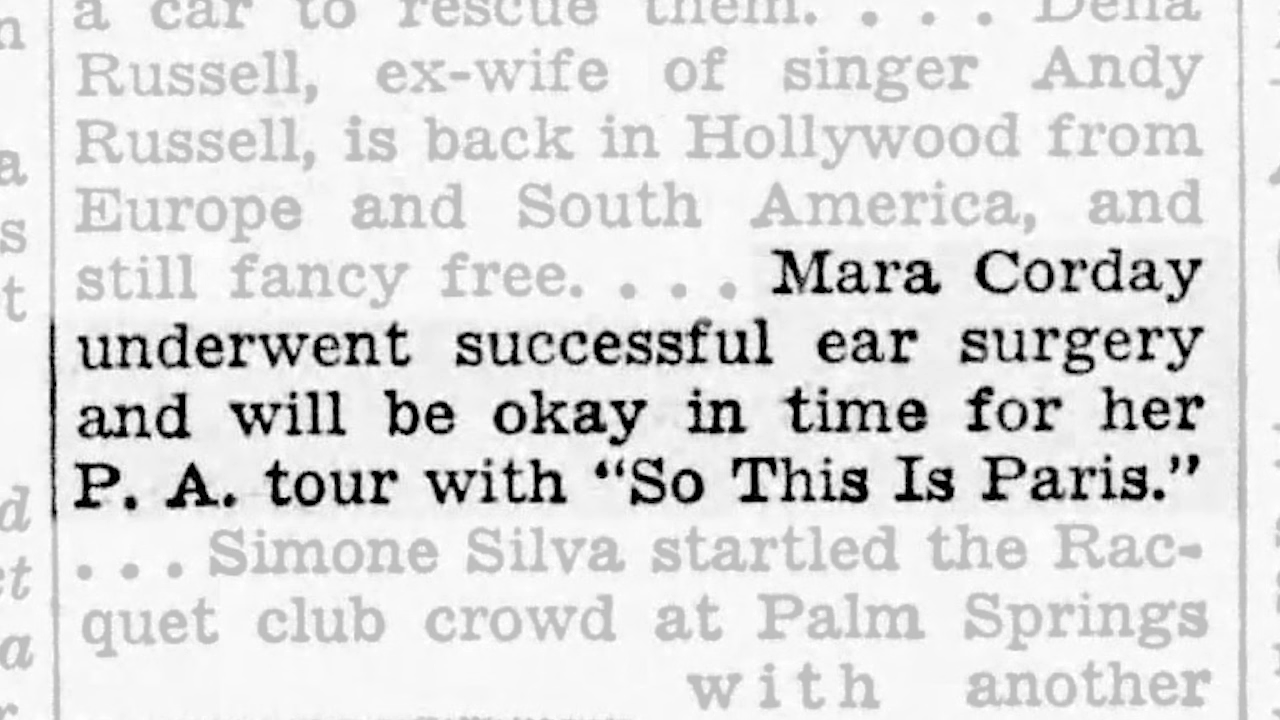 a car to rescue them. . . . Dena
Russell, ex-wife of singer Andy
Russell, is back in Hollywood from
Europe and South America, and
still fancy free. . . . Mara Corday
underwent successful ear surgery
and will be okay in time for her
P. A. tour with “So This Is Paris.”
. . . Simone Silva startled the Rac-
quet club crowd at Palm Springs
with another